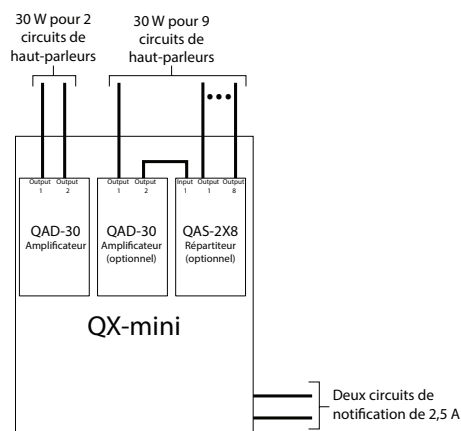 30 W pour 2
circuits de
haut-parleurs
30 W pour 9
circuits de
haut-parleurs
Output
1
Output
2
Output
1
Output
2
Input
1
Output
1
Output
8
QAD-30
Amplificateur
QAD-30
Amplificateur
(optionnel)
QAS-2X8
Répartiteur
(optionnel)
QX-mini
Deux circuits de
notification de 2,5 A